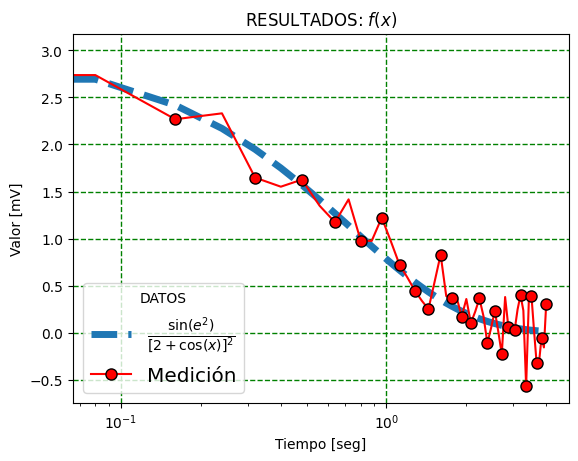 RESULTADOS: f(x)
3.0
2.5
2.0
1.5
1.0
0.5
0.0
−0.5
Valor [mV]
DATOS
sin(e²)
[2 + cos(x)]²
Medición
10⁻¹ 10⁰
Tiempo [seg]